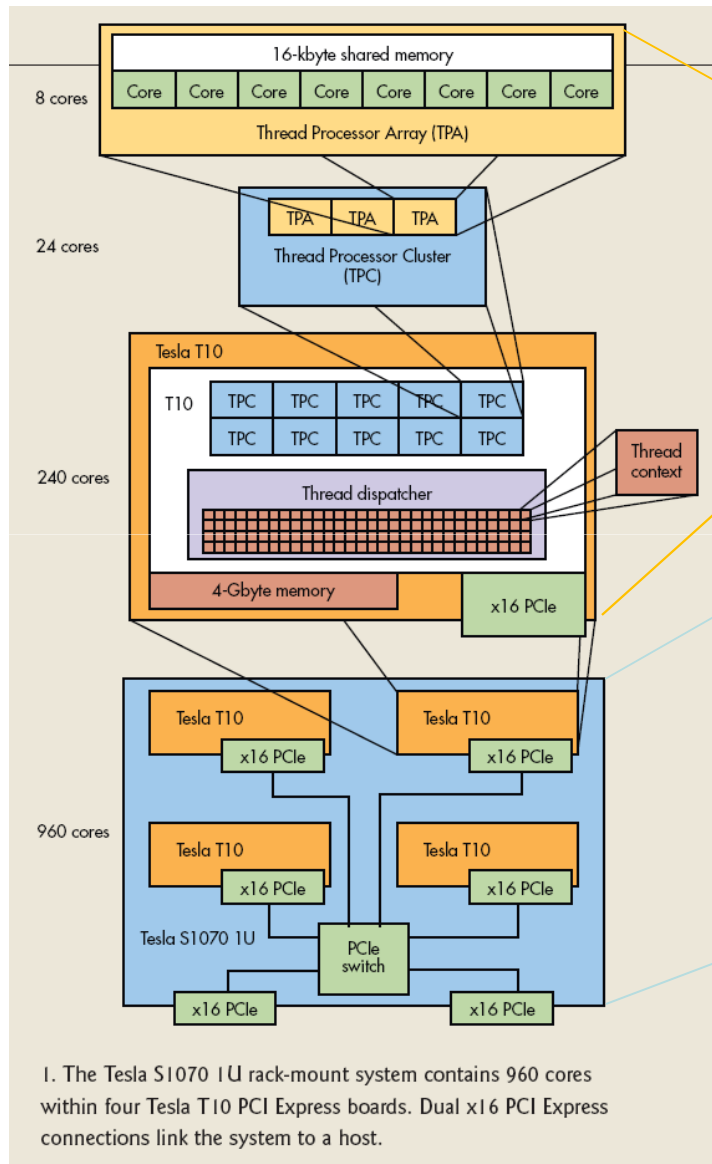 16-kbyte shared memory
8 cores
Core Core Core Core Core Core Core Core
Thread Processor Array (TPA)
TPA TPA TPA
24 cores
Thread Processor Cluster
(TPC)
Tesla T10
T10
TPC TPC TPC TPC TPC
TPC TPC TPC TPC TPC
Thread
context
240 cores
Thread dispatcher
4-Gbyte memory
x16 PCIe
Tesla T10
Tesla T10
x16 PCIe
x16 PCIe
960 cores
Tesla T10
Tesla T10
x16 PCIe
x16 PCIe
Tesla S1070 1U
PCIe
switch
x16 PCIe
x16 PCIe
1. The Tesla S1070 1U rack-mount system contains 960 cores
within four Tesla T10 PCI Express boards. Dual x16 PCI Express
connections link the system to a host.